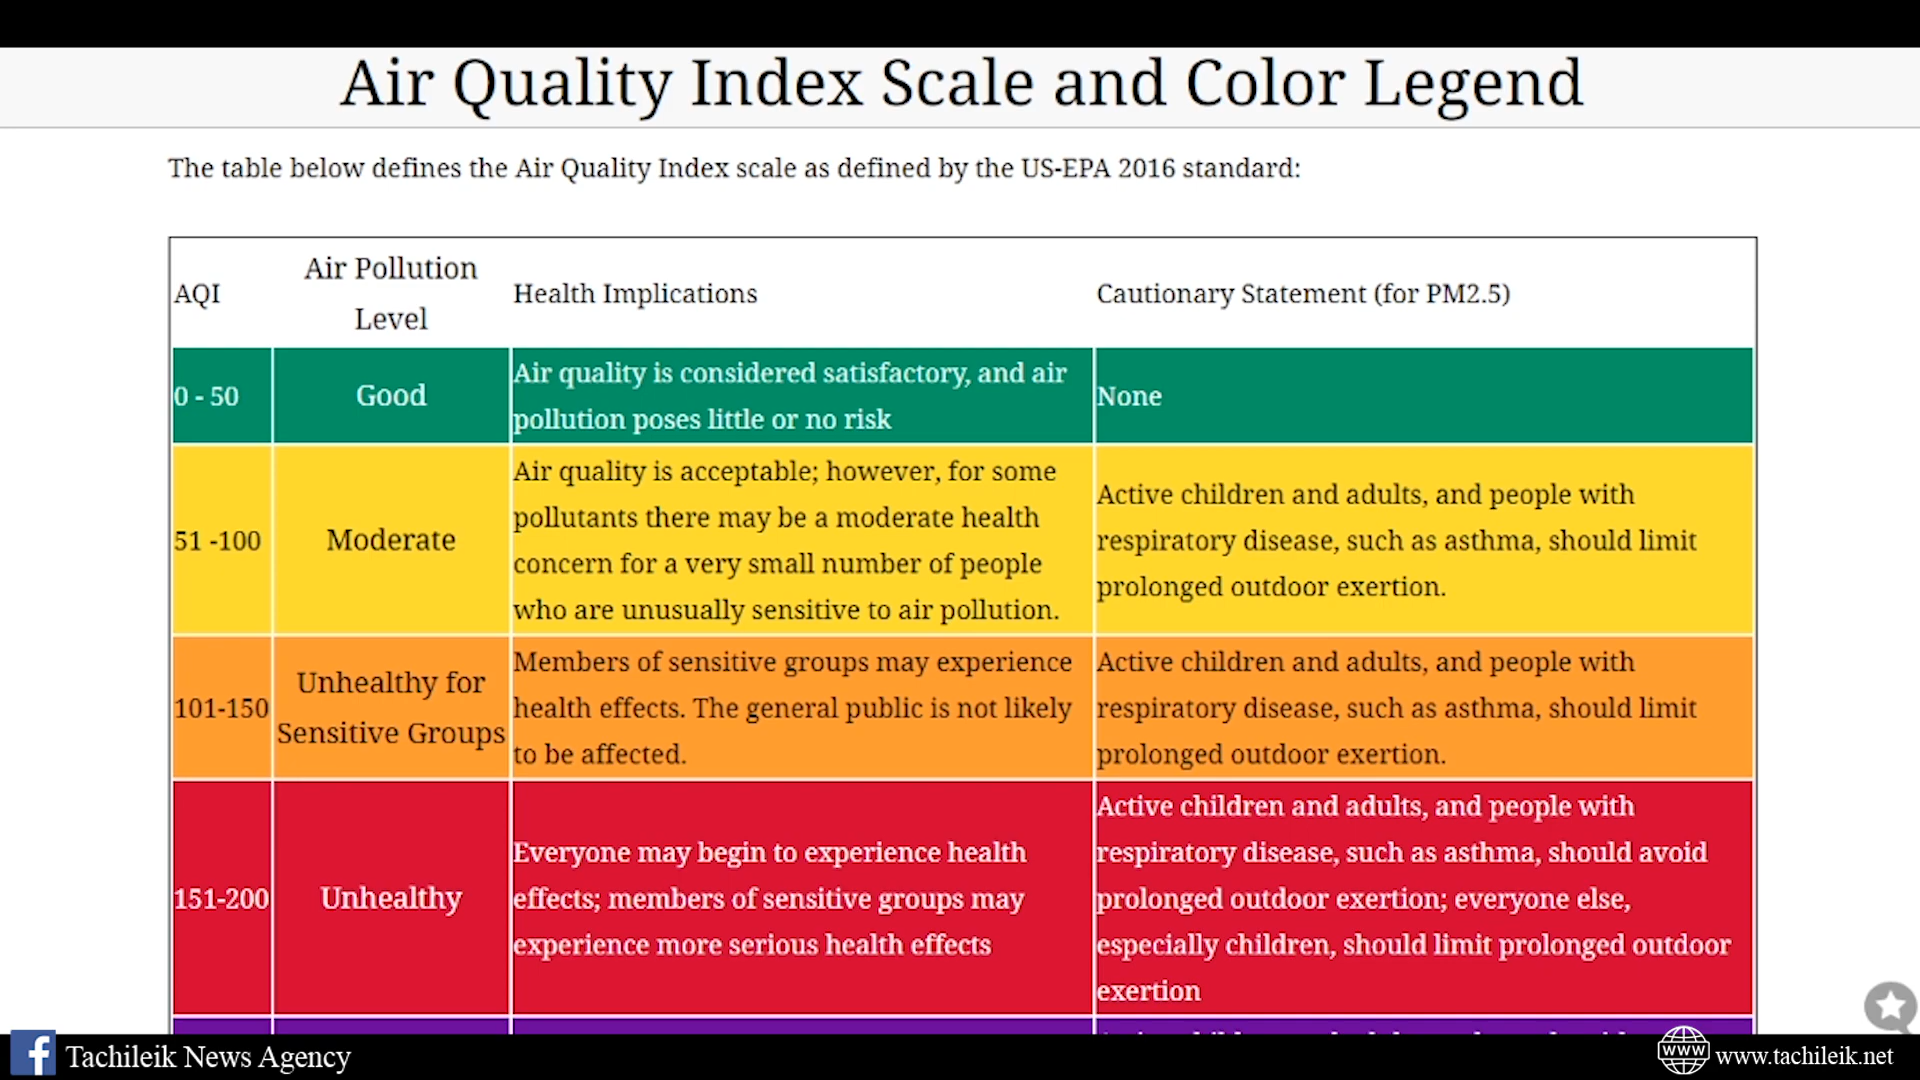 Air Quality Index Scale and Color Legend
The table below defines the Air Quality Index scale as defined by the US-EPA 2016 standard:
AQI
Air Pollution
Level
Health Implications
Cautionary Statement (for PM2.5)
0 - 50
Good
Air quality is considered satisfactory, and air
pollution poses little or no risk
None
51 -100
Moderate
Air quality is acceptable; however, for some
pollutants there may be a moderate health
concern for a very small number of people
who are unusually sensitive to air pollution.
Active children and adults, and people with
respiratory disease, such as asthma, should limit
prolonged outdoor exertion.
101-150
Unhealthy for
Sensitive Groups
Members of sensitive groups may experience
health effects. The general public is not likely
to be affected.
Active children and adults, and people with
respiratory disease, such as asthma, should limit
prolonged outdoor exertion.
151-200
Unhealthy
Everyone may begin to experience health
effects; members of sensitive groups may
experience more serious health effects
Active children and adults, and people with
respiratory disease, such as asthma, should avoid
prolonged outdoor exertion; everyone else,
especially children, should limit prolonged outdoor
exertion
f Tachileik News Agency
www www.tachileik.net